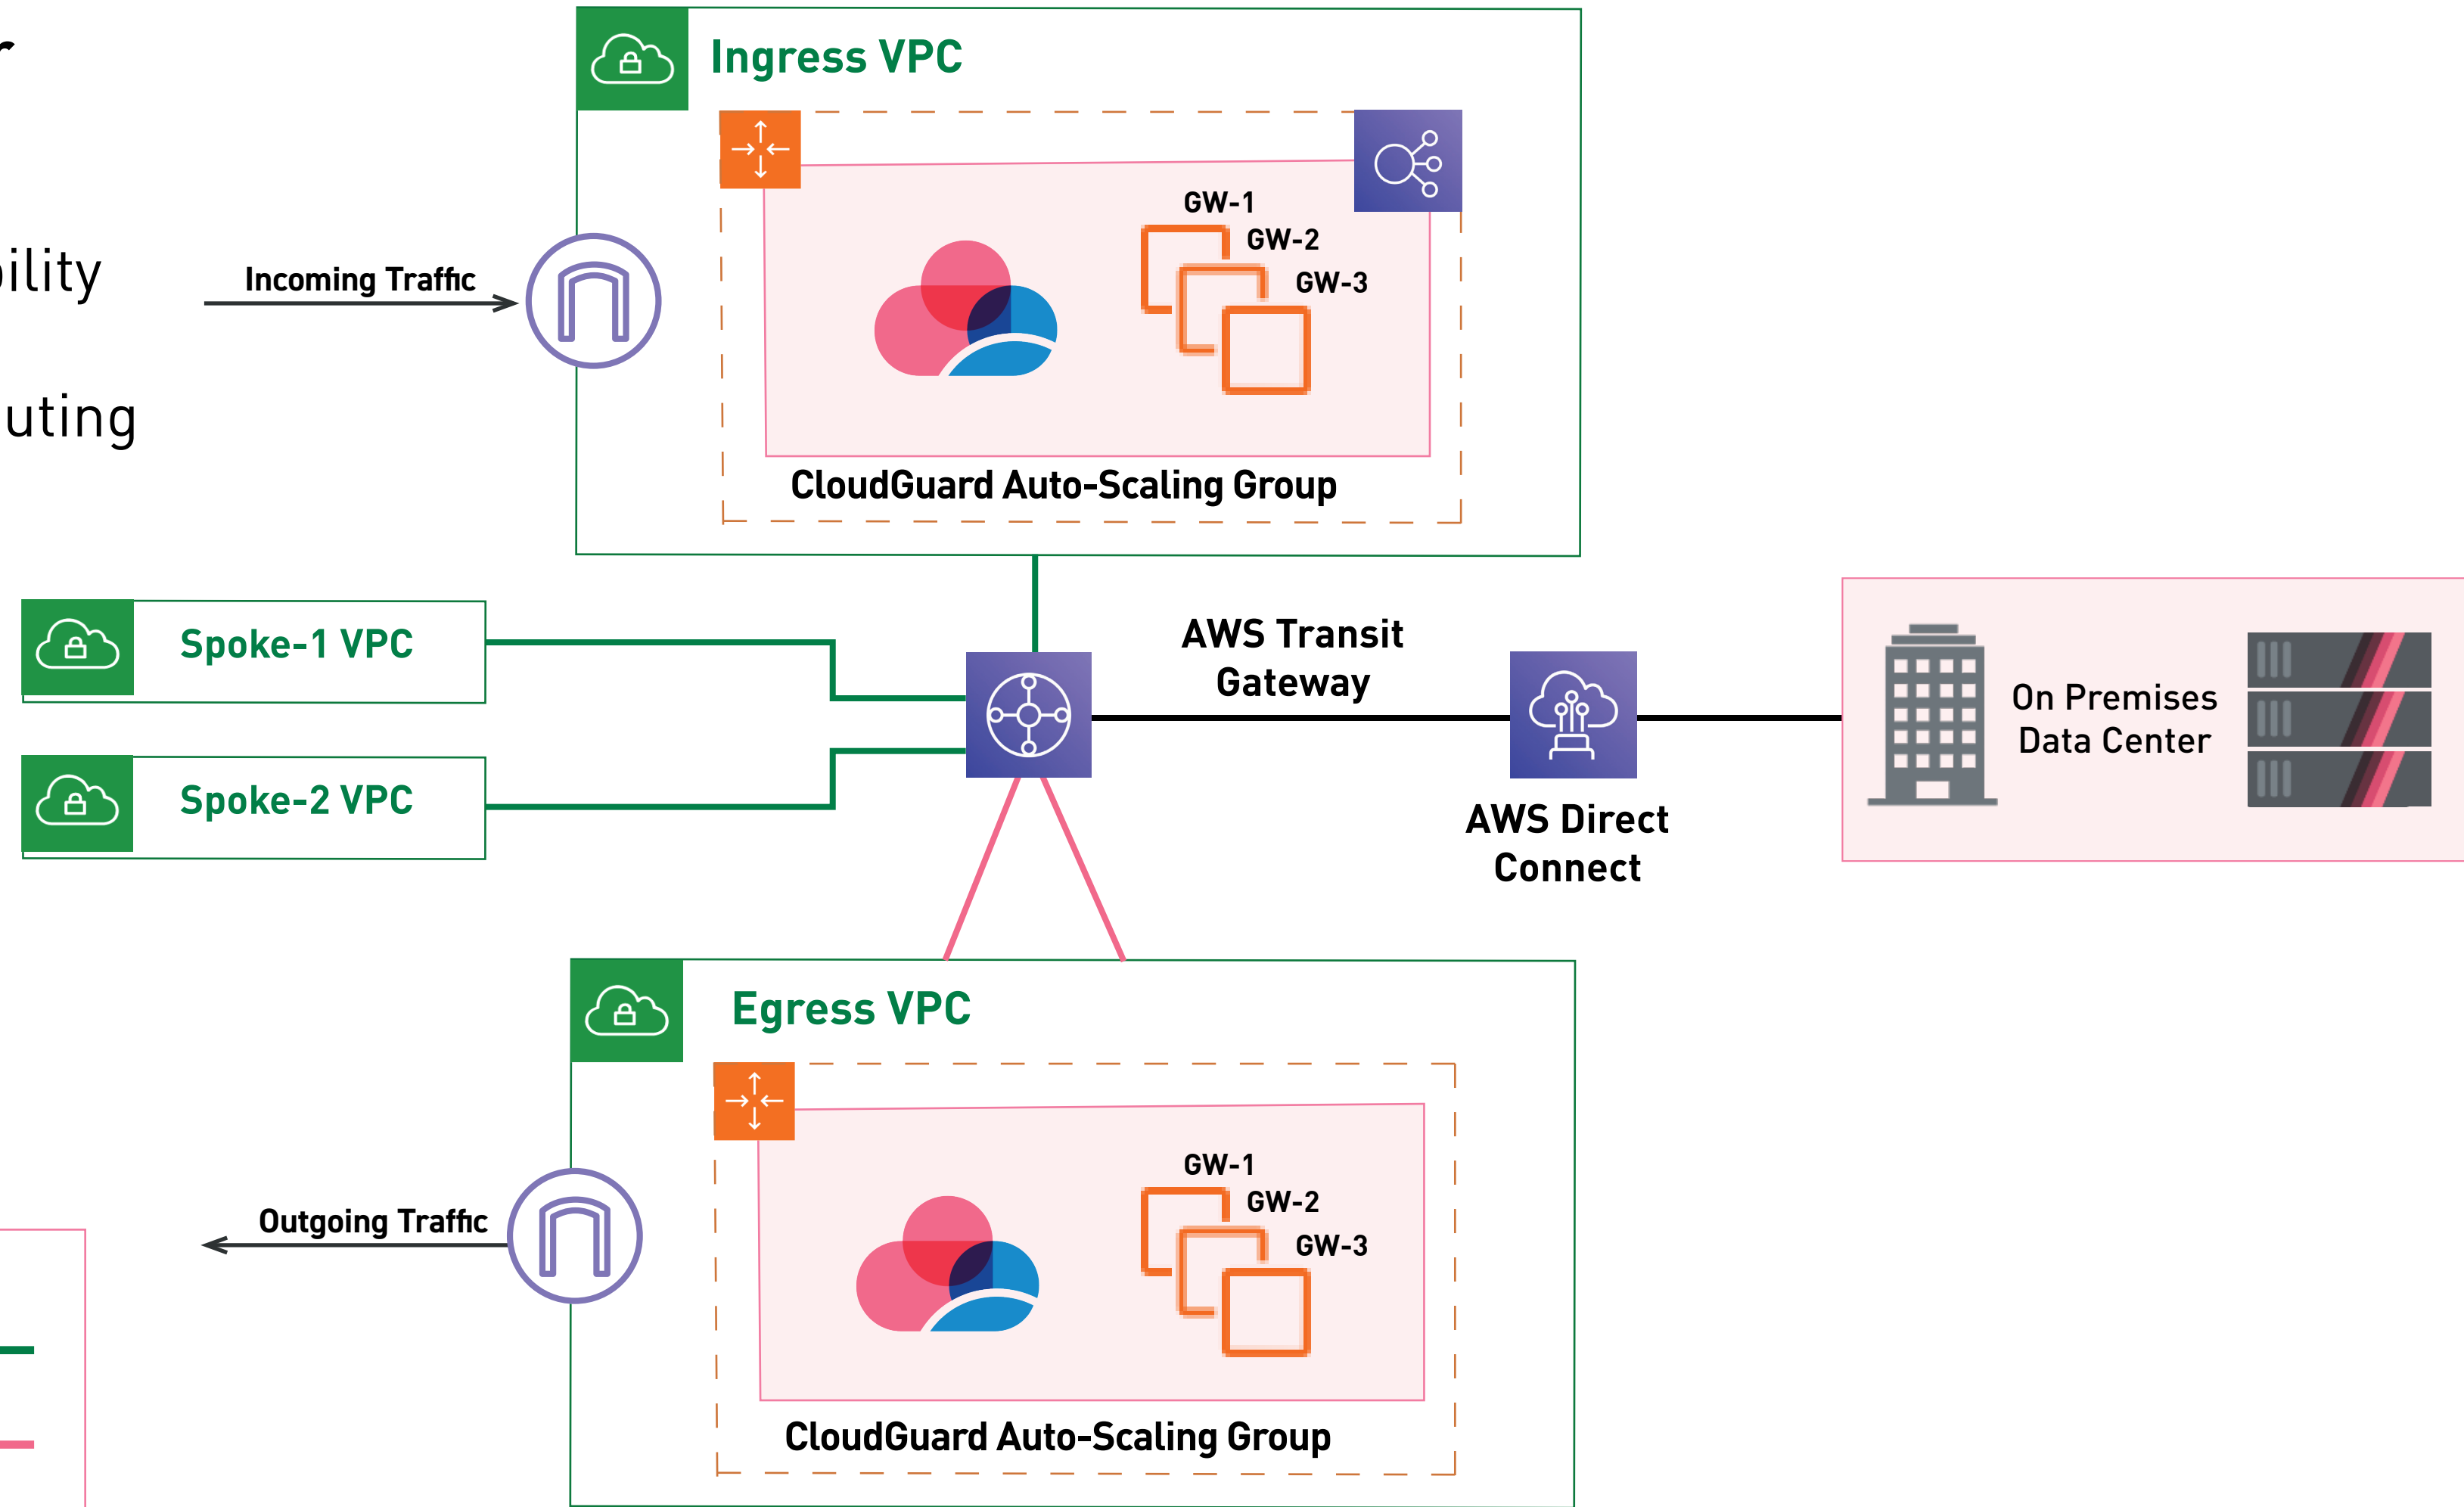 Ingress VPC
GW-1
GW-2
GW-3
Incoming Traffic
CloudGuard Auto-Scaling Group
Spoke-1 VPC
AWS Transit
Gateway
On Premises
Data Center
Spoke-2 VPC
AWS Direct
Connect
Egress VPC
GW-1
GW-2
GW-3
Outgoing Traffic
CloudGuard Auto-Scaling Group